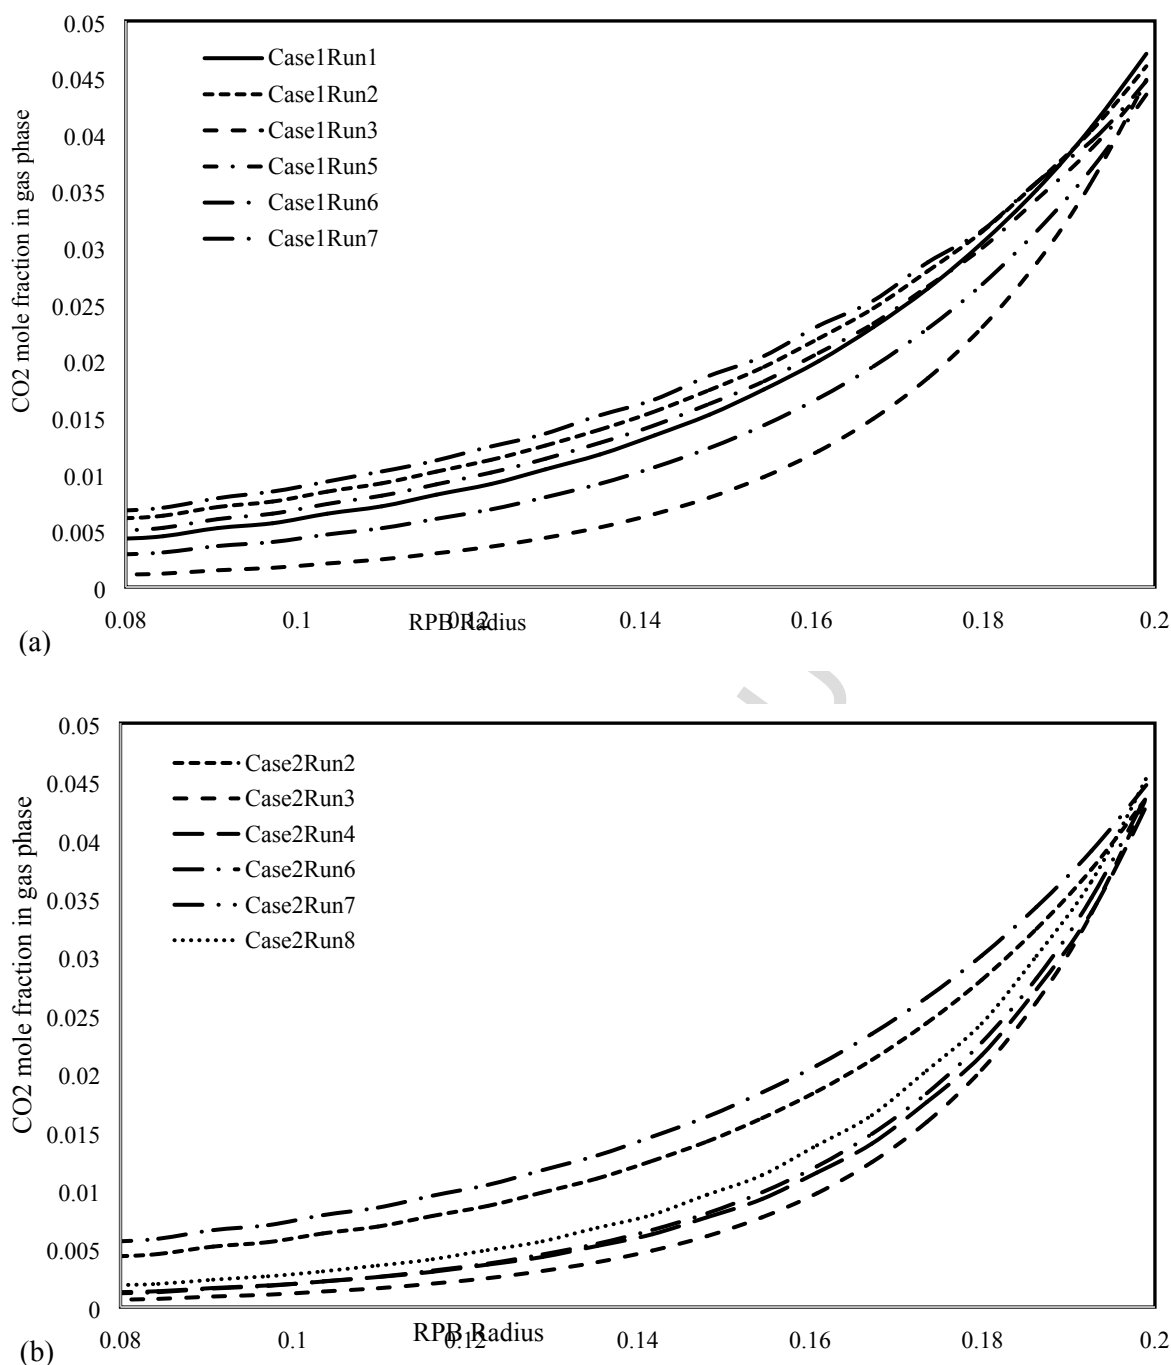 0.05
0.045
0.04
0.035
0.03
0.025
0.02
0.015
0.01
0.005
0
CO2 mole fraction in gas phase
Case1Run1
Case1Run2
Case1Run3
Case1Run5
Case1Run6
Case1Run7
0.08 0.1 0.12 0.14 0.16 0.18 0.2
RPB Radius
(a)
0.05
0.045
0.04
0.035
0.03
0.025
0.02
0.015
0.01
0.005
0
CO2 mole fraction in gas phase
Case2Run2
Case2Run3
Case2Run4
Case2Run6
Case2Run7
Case2Run8
0.08 0.1 0.12 0.14 0.16 0.18 0.2
RPB Radius
(b)